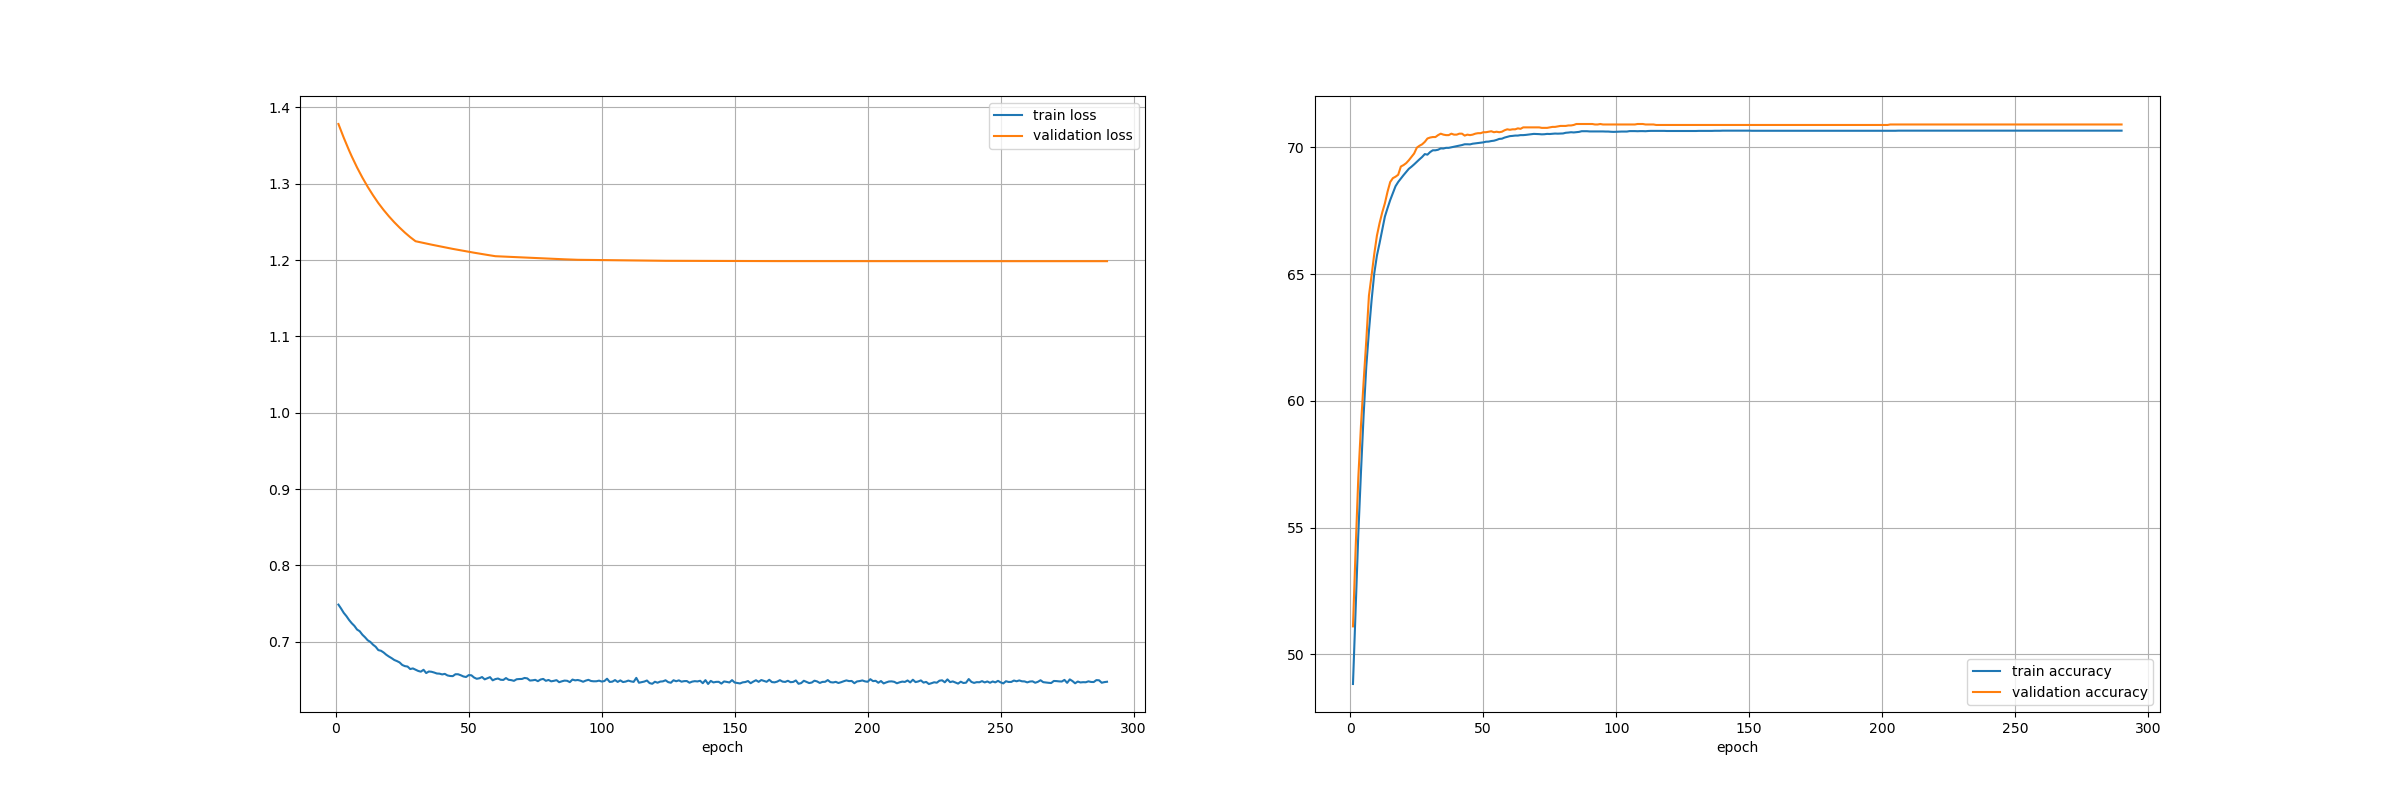 1.4
1.3
1.2
1.1
1.0
0.9
0.8
0.7
0 50 100 150 200 250 300
epoch
train loss
validation loss
70
65
60
55
50
0 50 100 150 200 250 300
epoch
train accuracy
validation accuracy